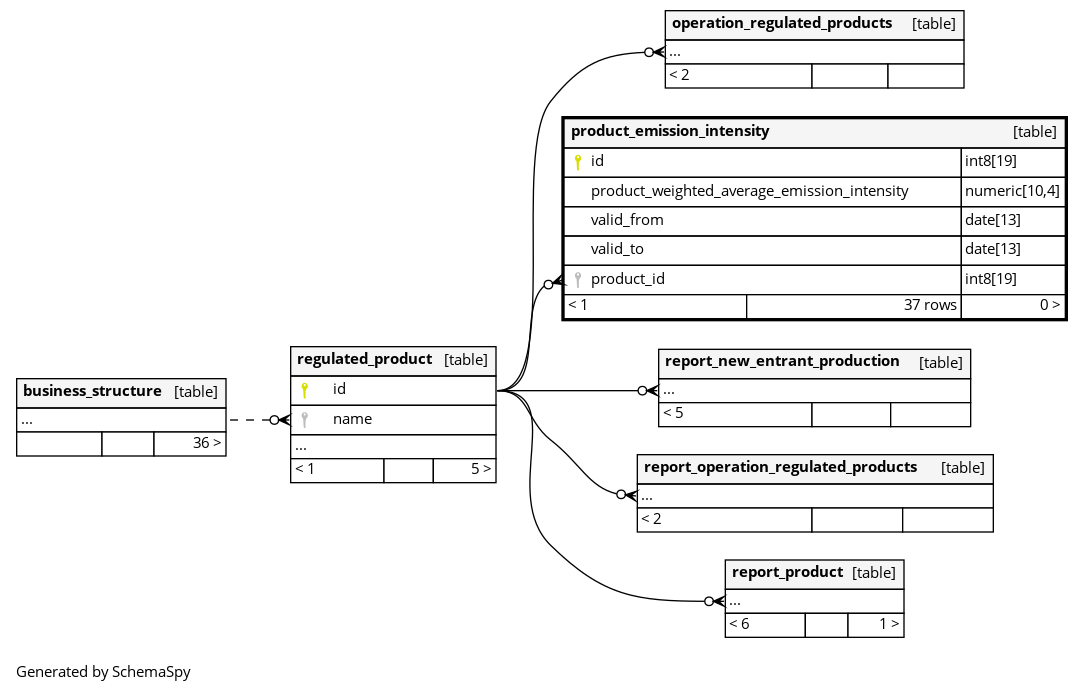 operation_regulated_products [table]
...
< 2
product_emission_intensity [table]
id int8[19]
product_weighted_average_emission_intensity numeric[10,4]
valid_from date[13]
valid_to date[13]
product_id int8[19]
< 1 37 rows 0 >
regulated_product [table]
id
name
...
< 1 5 >
business_structure [table]
...
36 >
report_new_entrant_production [table]
...
< 5
report_operation_regulated_products [table]
...
< 2
report_product [table]
...
< 6 1 >
Generated by SchemaSpy